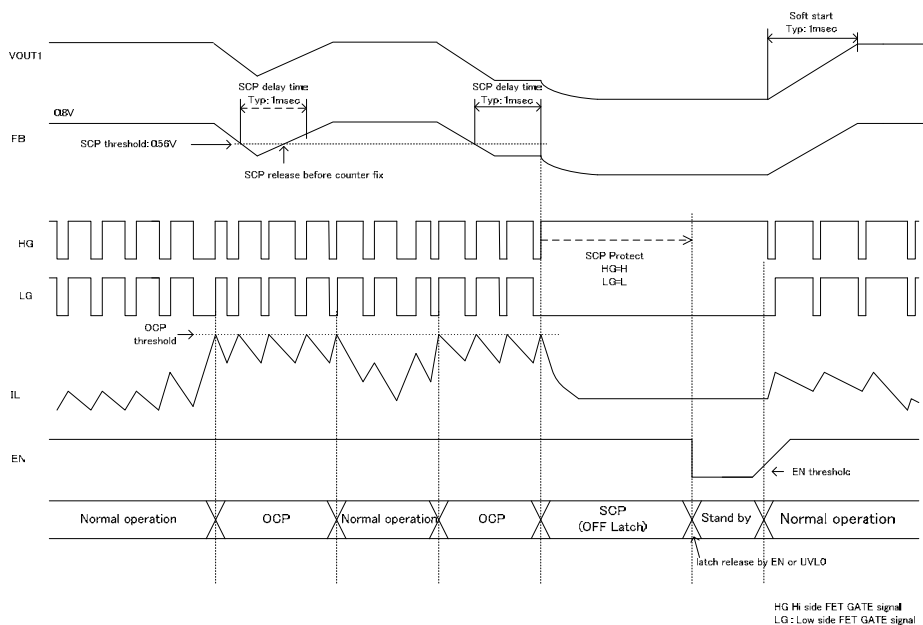 Soft start
Typ: 1msec
VOUT1
SCP delay time
Typ: 1msec
SCP delay time
Typ: 1msec
0.8V
FB
SCP threshold: 0.56V
SCP release before counter fix
HG
SCP Protect
HG=H
LG=L
LG
OCP
threshold
IL
EN
EN threshold
Normal operation
OCP
Normal operation
OCP
SCP
(OFF Latch)
Stand by
Normal operation
latch release by EN or UVLO
HG Hi side FET GATE signal
LG : Low side FET GATE signal